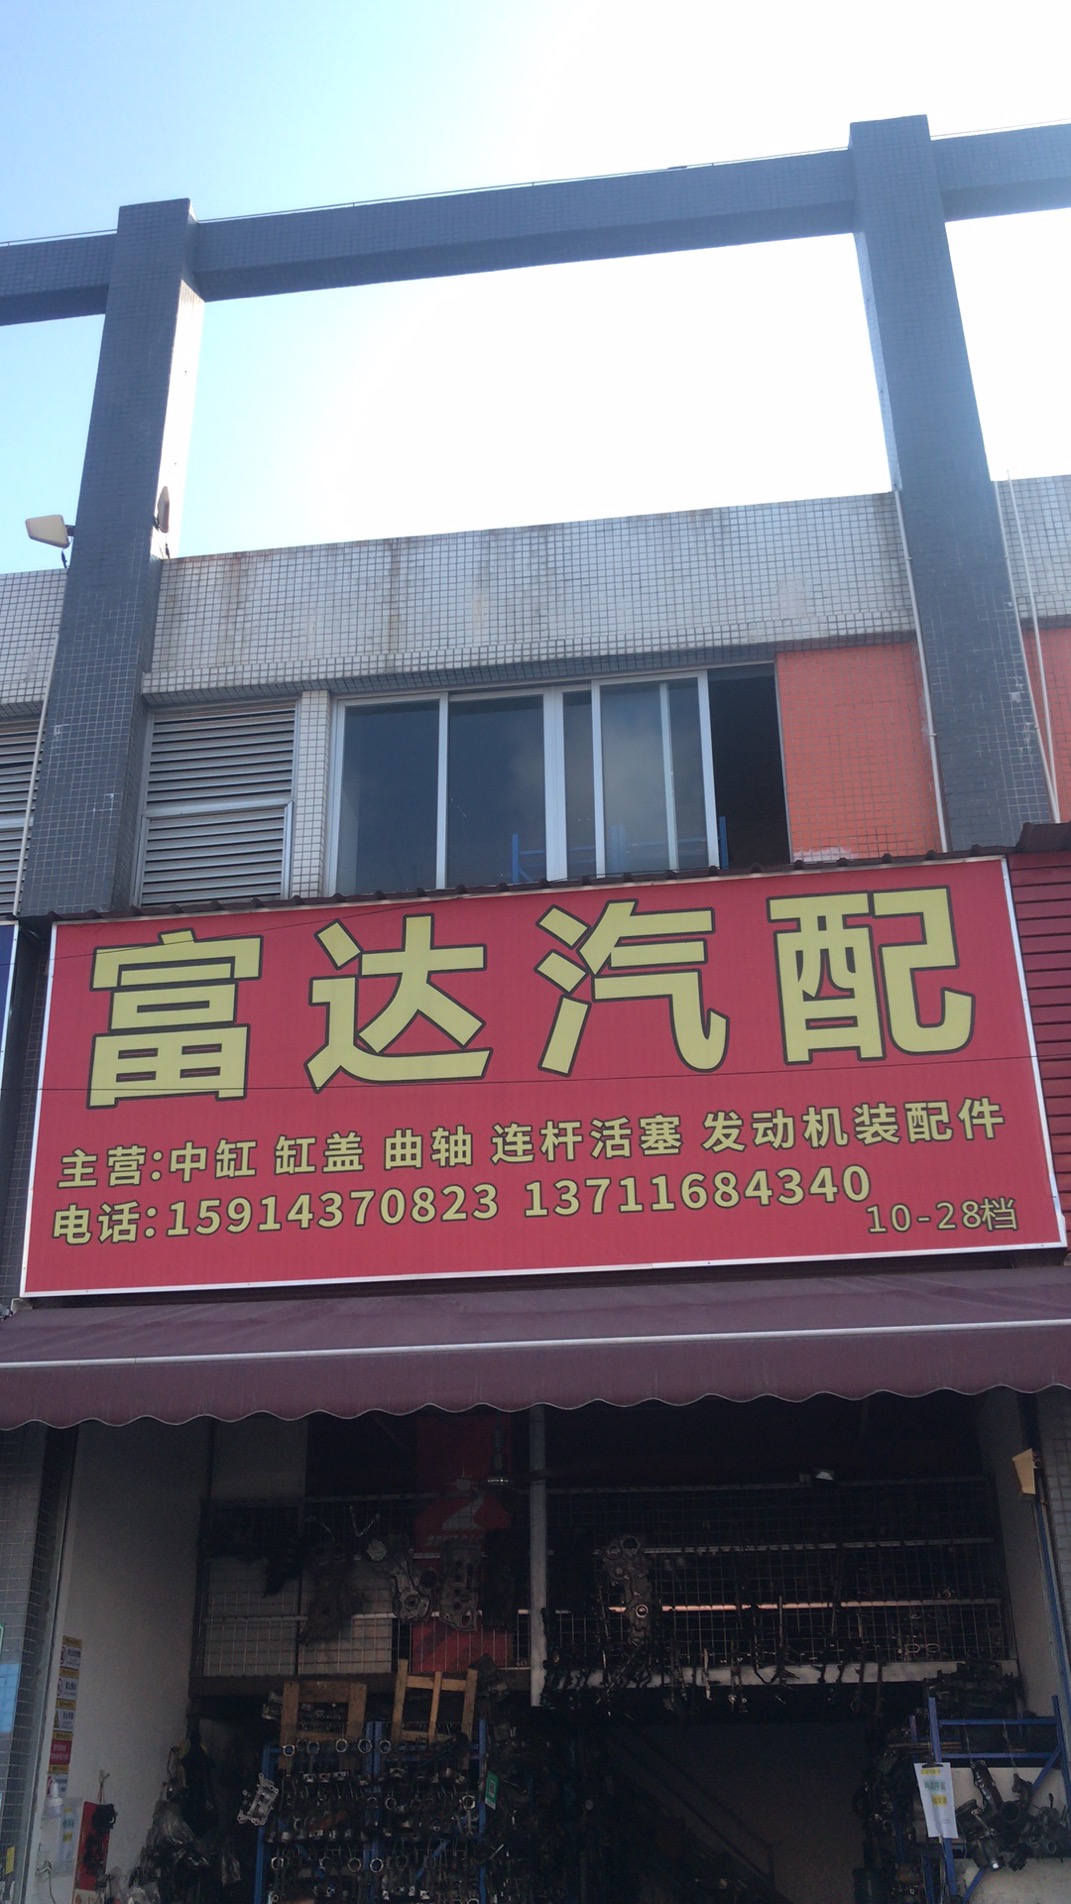 富达汽配
主营:中缸 缸盖 曲轴 连杆活塞 发动机装配件
电话:15914370823 13711684340
10-28档